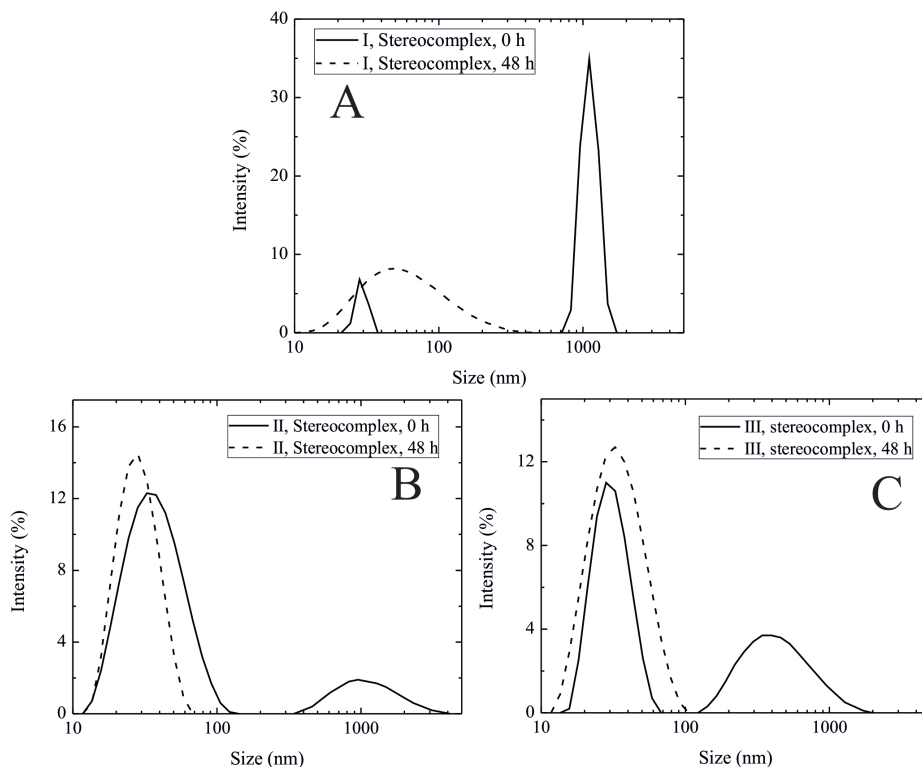 40
I, Stereocomplex, 0 h
I, Stereocomplex, 48 h
30
A
Intensity (%)
20
10
0
10 100 1000
Size (nm)
16
II, Stereocomplex, 0 h
II, Stereocomplex, 48 h
12
B
Intensity (%)
8
4
0
10 100 1000
Size (nm)
III, stereocomplex, 0 h
III, stereocomplex, 48 h
12
C
Intensity (%)
8
4
0
10 100 1000
Size (nm)